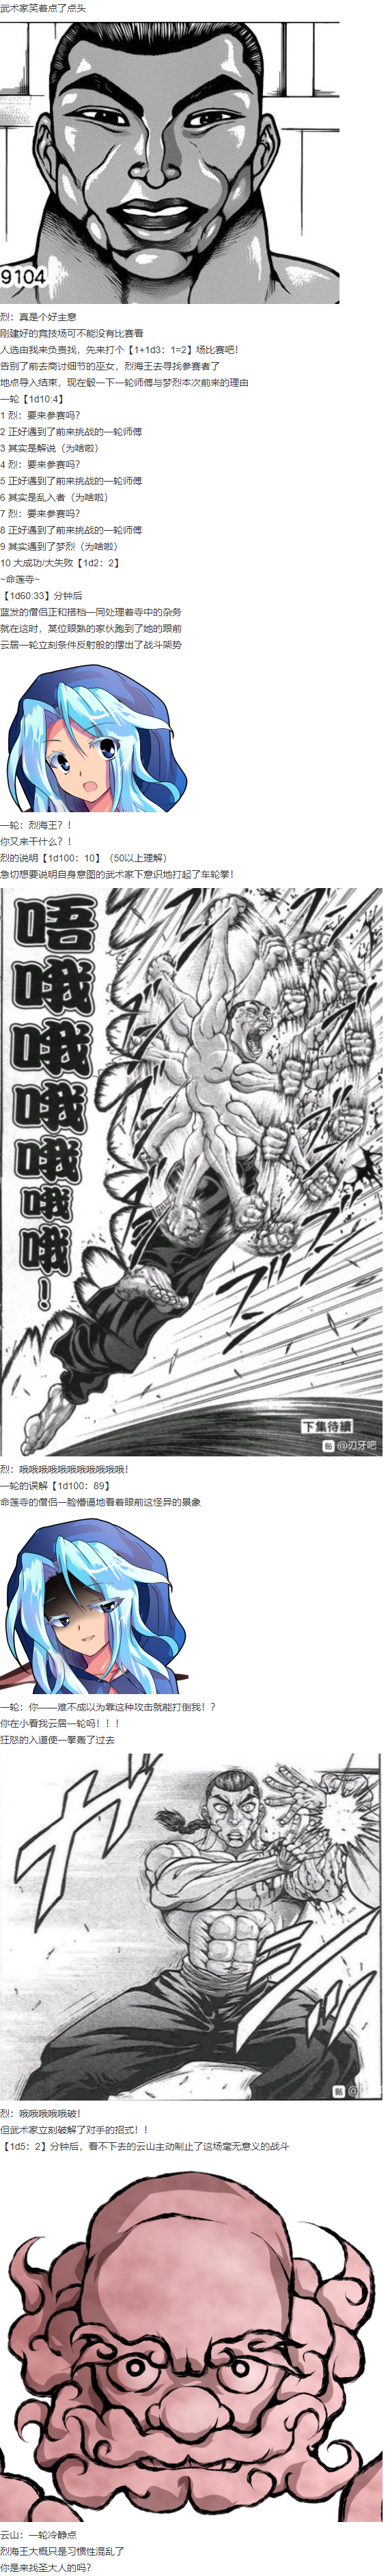 武术家笑着点了点头
9104
烈：真是个好主意
刚建好的竞技场可不能没有比赛看
人选由我来负责找，先来打个【1+1d3：1=2】场比赛吧！
告别了前去商讨细节的巫女，烈海王去寻找参赛者了
地点导入结束，现在骰一下一轮师傅与梦烈本次前来的理由
一轮【1d10:4】
1 烈：要来参赛吗？
2 正好遇到了前来挑战的一轮师傅
3 其实是解说（为啥啦）
4 烈：要来参赛吗？
5 正好遇到了前来挑战的一轮师傅
6 其实是乱入者（为啥啦）
7 烈：要来参赛吗？
8 正好遇到了前来挑战的一轮师傅
9 其实遇到了梦烈（为啥啦）
10 大成功/大失败【1d2：2】
~命莲寺~
【1d60:33】分钟后
蓝发的僧侣正和搭档一同处理着寺中的杂务
就在这时，某位眼熟的家伙跑到了她的跟前
云居一轮立刻条件反射般的摆出了战斗架势
一轮：烈海王？！
你又来干什么？！
烈的说明【1d100：10】（50以上理解）
急切想要说明自身意图的武术家下意识地打起了车轮拳！
唔哦哦哦哦哦哦！
下集待續
贴 @刃牙吧
烈：哦哦哦哦哦哦哦哦哦哦哦！
一轮的误解【1d100：89】
命莲寺的僧侣一脸懵逼地看着眼前这怪异的景象
一轮：你——难不成以为靠这种攻击就能打倒我！？
你在小看我云居一轮吗！！！
狂怒的入道使一拳轰了过去
贴 @
烈：哦哦哦哦哦破！
但武术家立刻破解了对手的招式！！
【1d5：2】分钟后，看不下去的云山主动制止了这场毫无意义的战斗
云山：一轮冷静点
烈海王大概只是习惯性混乱了
你是来找圣大人的吗？